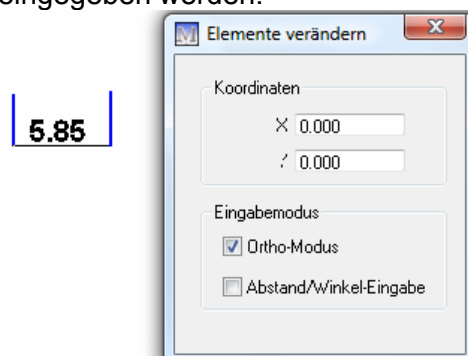 eingegeben werden.
Elemente verändern
5.85
Koordinaten
X 0.000
0.000
Eingabemodus
Ortho-Modus
Abstand/Winkel-Eingabe